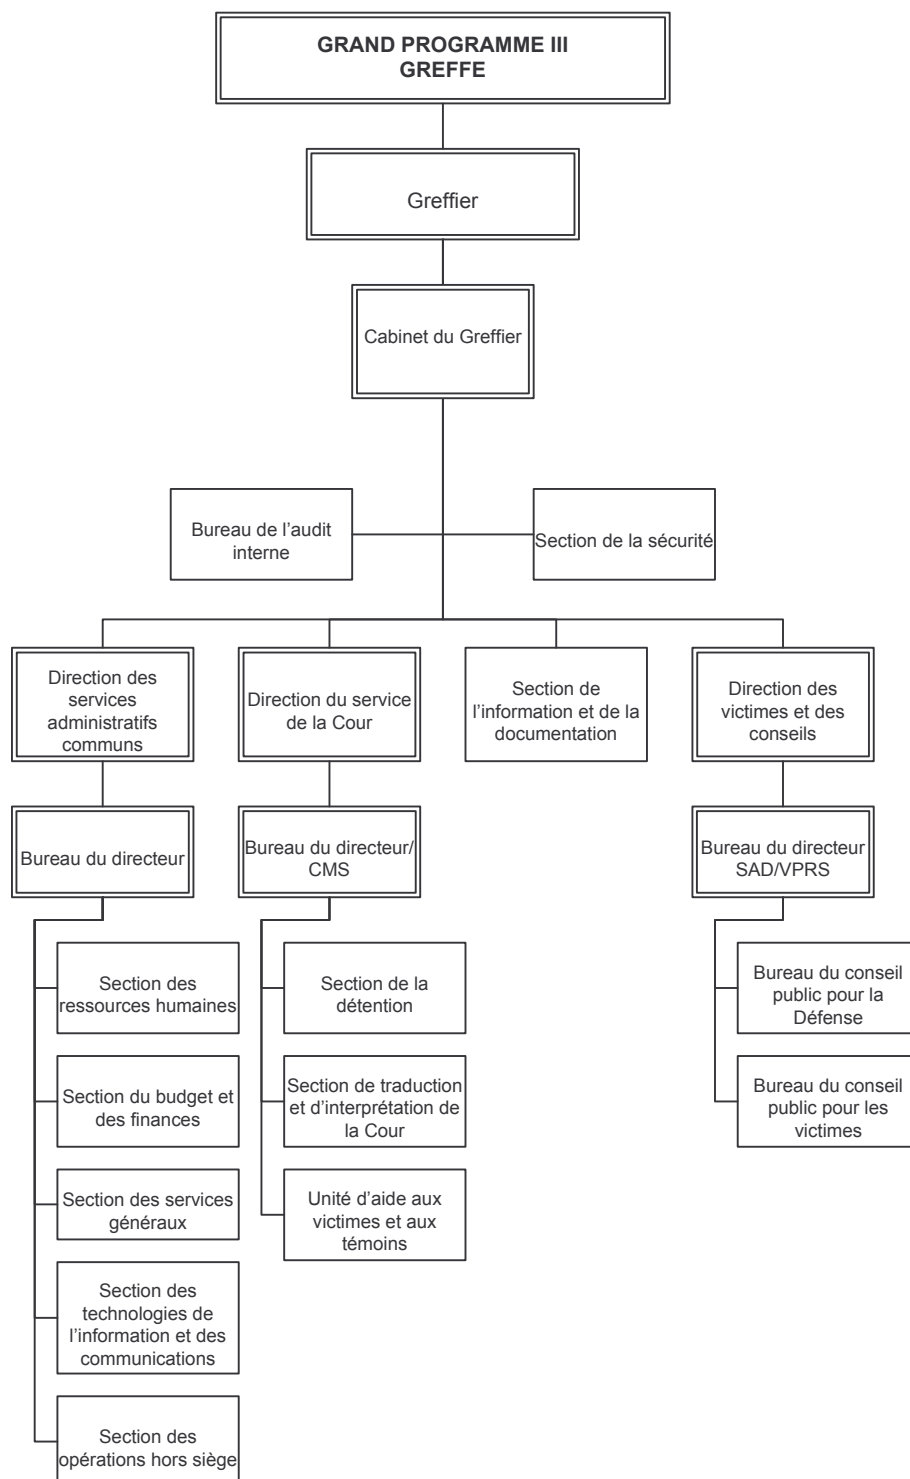 GRAND PROGRAMME III
GREFFE
Greffier
Cabinet du Greffier
Bureau de l’audit
interne
Section de la sécurité
Direction des
services
administratifs
communs
Direction du service
de la Cour
Section de
l’information et de la
documentation
Direction des
victimes et des
conseils
Bureau du directeur
Bureau du directeur/
CMS
Bureau du directeur
SAD/VPRS
Section des
ressources humaines
Section du budget et
des finances
Section des services
généraux
Section des
technologies de
l’information et des
communications
Section des
opérations hors siège
Section de la
détention
Section de traduction
et d’interprétation de
la Cour
Unité d’aide aux
victimes et aux
témoins
Bureau du conseil
public pour la
Défense
Bureau du conseil
public pour les
victimes